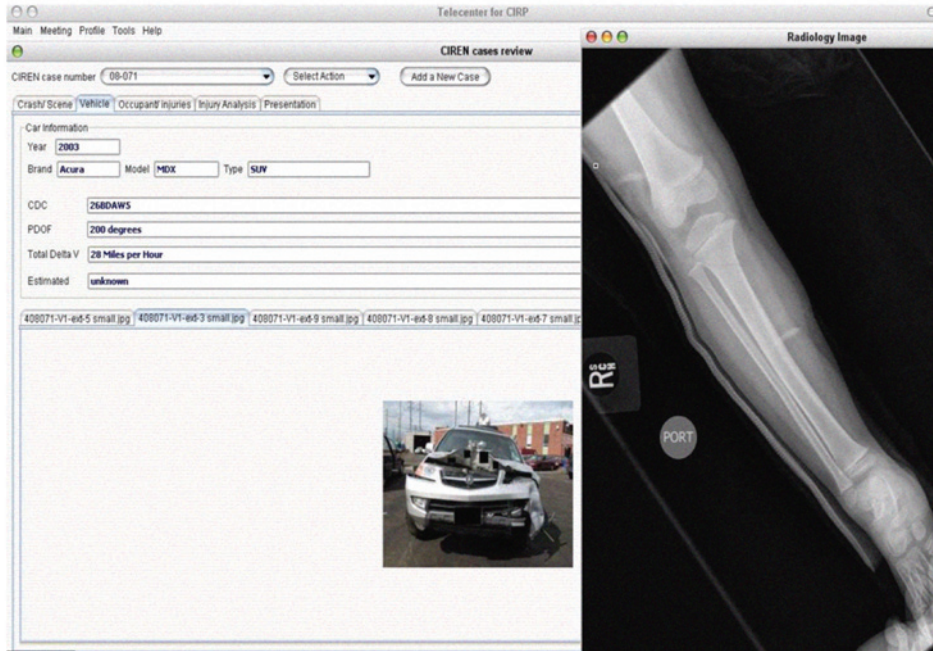 Telecenter for CIRP
Main Meeting Profile Tools Help
CIREN cases review
CIREN case number 08-071 Select Action Add a New Case
Crash/ Scene Vehicle Occupant/ Injuries Injury Analysis Presentation
Car Information
Year 2003
Brand Acura Model MDX Type SUV
CDC 26BDAW5
PDOF 200 degrees
Total Delta V 28 Miles per Hour
Estimated unknown
408071-V1-ext-5 small.jpg 408071-V1-ext-3 small.jpg 408071-V1-ext-9 small.jpg 408071-V1-ext-8 small.jpg 408071-V1-ext-7 small.jp
Radiology Image
R SCH
PORT